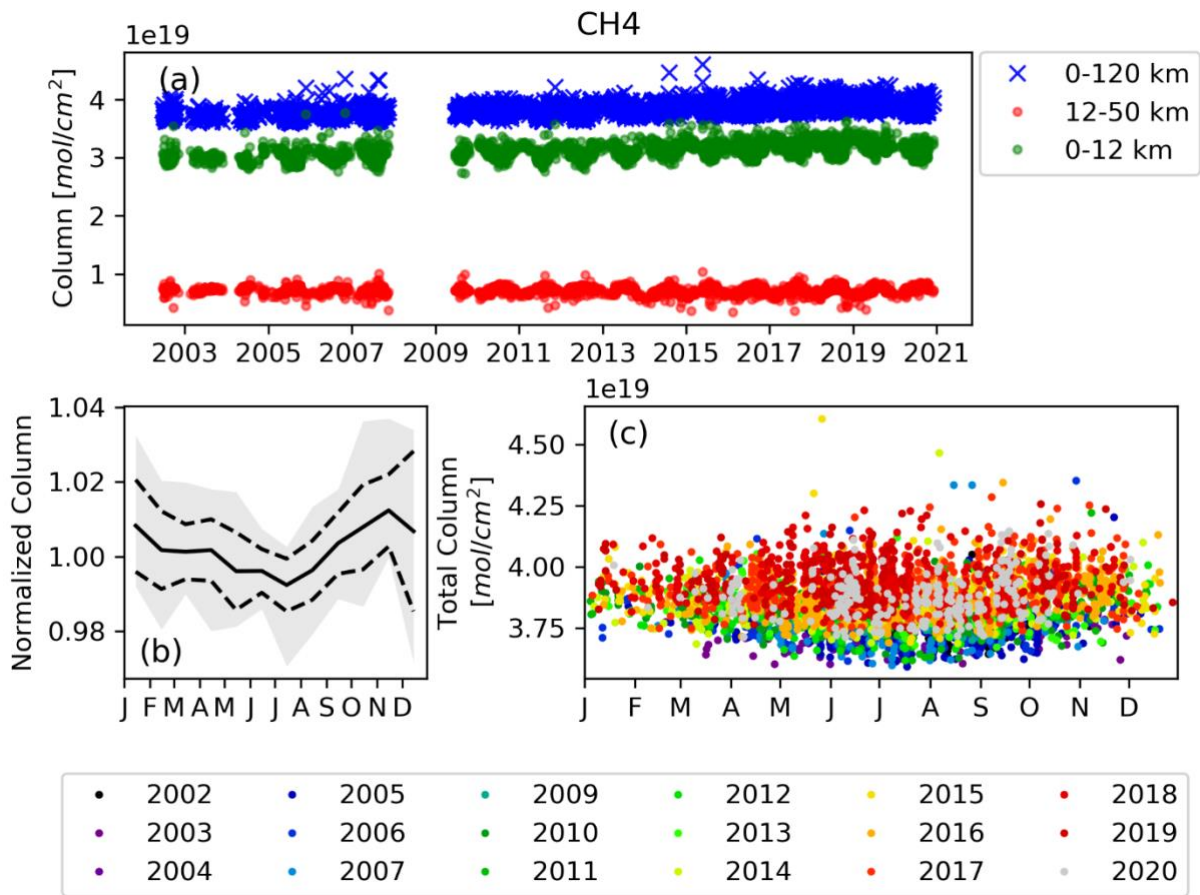 CH4
1e19
(a)
Column [mol/cm²]
4
3
2
1
2003 2005 2007 2009 2011 2013 2015 2017 2019 2021
0-120 km
12-50 km
0-12 km
Normalized Column
1.04
1.02
1.00
0.98
(b)
J F M A M J J A S O N D
1e19
(c)
Total Column
[mol/cm²]
4.50
4.25
4.00
3.75
J F M A M J J A S O N D
2002 2005 2009 2012 2015 2018
2003 2006 2010 2013 2016 2019
2004 2007 2011 2014 2017 2020